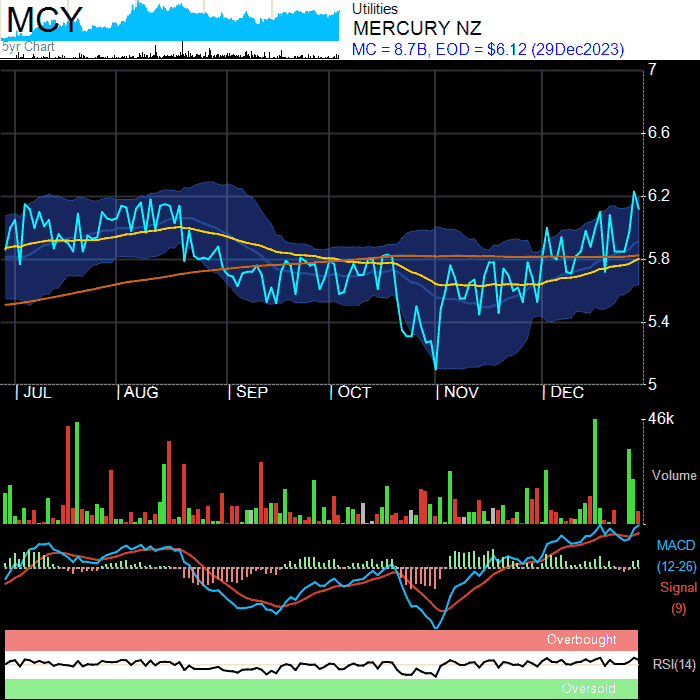 MCY
5yr Chart
Utilities
MERCURY NZ
MC = 8.7B, EOD = $6.12 (29Dec2023)
7
6.6
6.2
5.8
5.4
5
JUL AUG SEP OCT NOV DEC
46k
Volume
MACD
(12-26)
Signal
(9)
Overbought
RSI(14)
Oversold